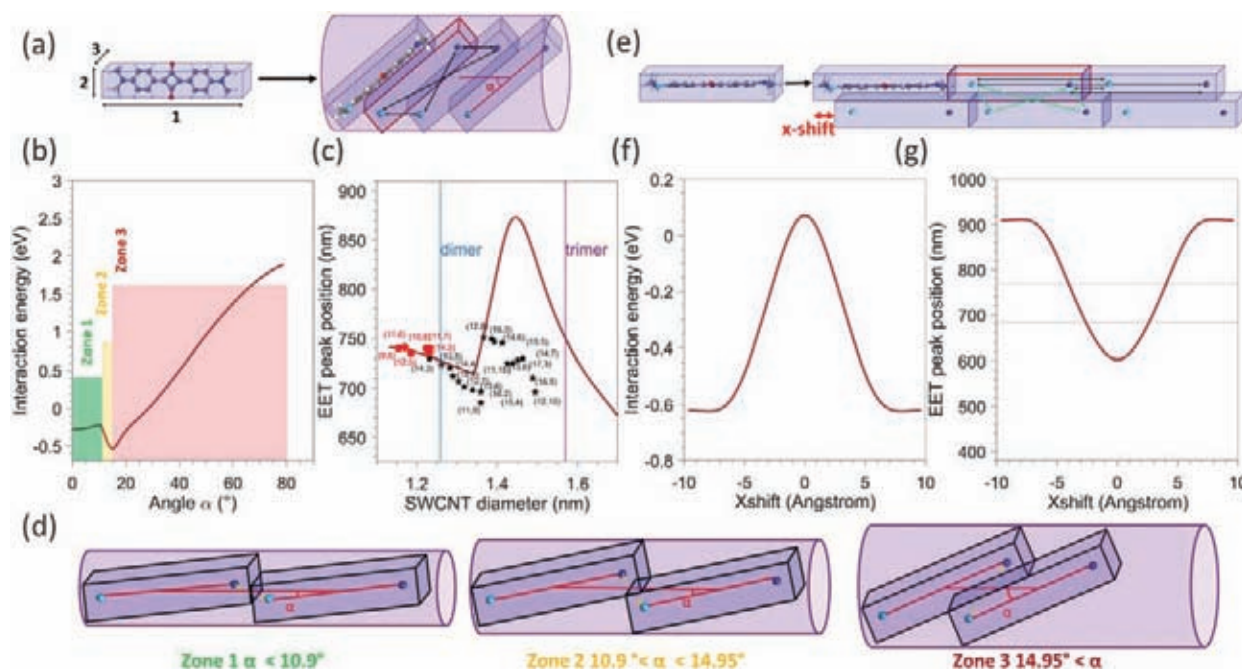 (a)
3
2
1
α
(e)
x-shift
(b)
Interaction energy (eV)
3
2.5
2
1.5
1
0.5
0
-0.5
Zone 1
Zone 2
Zone 3
0
20
40
60
80
Angle α (°)
(c)
EET peak position (nm)
900
850
800
750
700
650
dimer
trimer
1.2
1.4
1.6
SWCNT diameter (nm)
(f)
Interaction energy (eV)
0.2
0
-0.2
-0.4
-0.6
-0.8
-10
-5
0
5
10
Xshift (Angstrom)
(g)
EET peak position (nm)
1000
900
800
700
600
500
400
-10
-5
0
5
10
Xshift (Angstrom)
(d)
α
α
α
Zone 1 α < 10.9°
Zone 2 10.9 °< α < 14.95°
Zone 3 14.95° < α